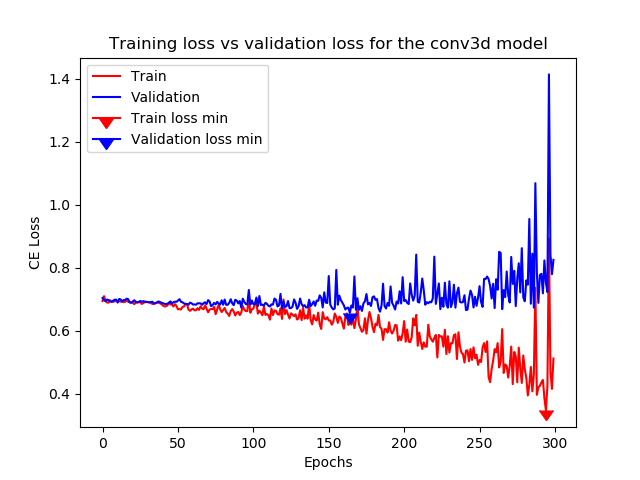 Training loss vs validation loss for the conv3d model
Train
Validation
Train loss min
Validation loss min
CE Loss
1.4
1.2
1.0
0.8
0.6
0.4
0
50
100
150
200
250
300
Epochs